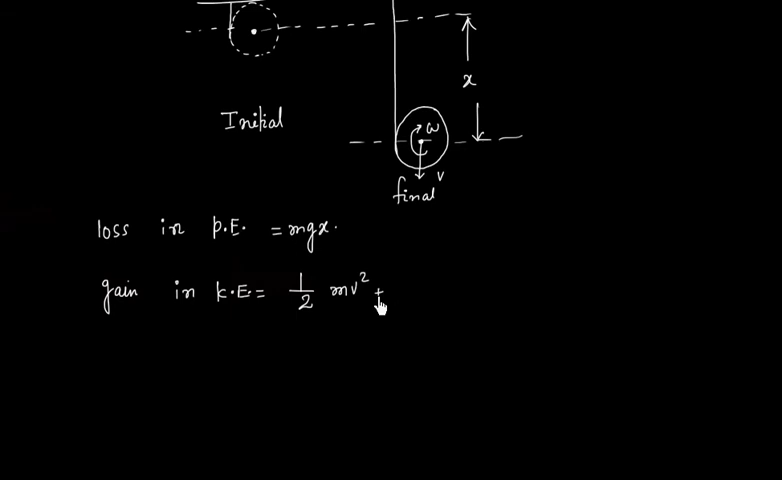 x
Initial
ω
v
final
loss in p.E. = mgx.
gain in k.E. = 1/2 mv² +